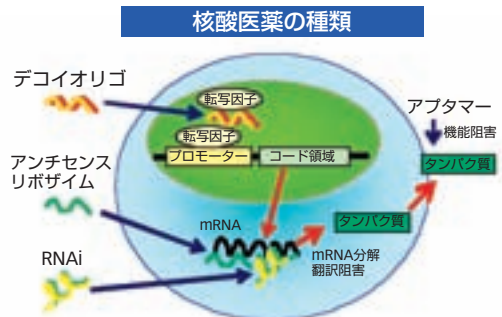 核酸医薬の種類
デコイオリゴ
転写因子
転写因子
プロモーター
コード領域
アプタマー
機能阻害
タンパク質
アンチセンス
リボザイム
mRNA
タンパク質
RNAi
mRNA分解
翻訳阻害